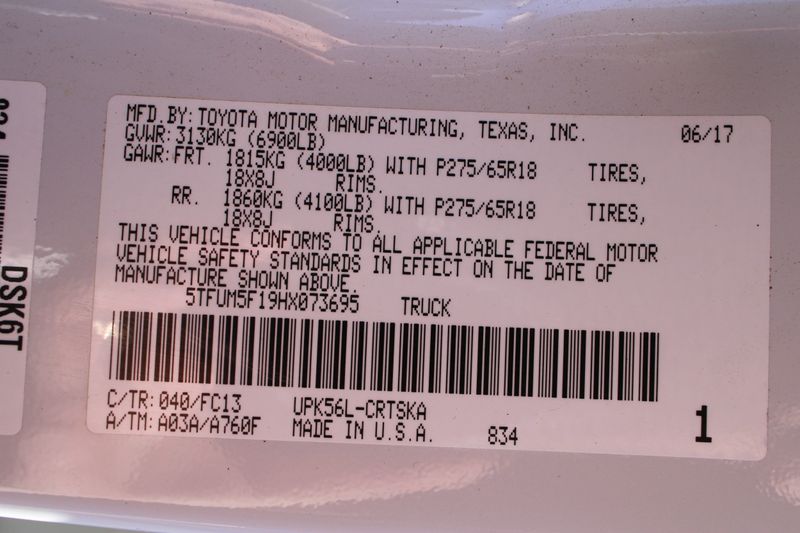 MFD.BY: TOYOTA MOTOR MANUFACTURING, TEXAS, INC. 06/17
GVWR: 3130KG (6900LB)
GAWR: FRT. 1815KG (4000LB) WITH P275/65R18 TIRES,
18X8J RIMS.
RR. 1860KG (4100LB) WITH P275/65R18 TIRES,
18X8J RIMS.
THIS VEHICLE CONFORMS TO ALL APPLICABLE FEDERAL MOTOR
VEHICLE SAFETY STANDARDS IN EFFECT ON THE DATE OF
MANUFACTURE SHOWN ABOVE.
5TFUM5F19HX073695 TRUCK
C/TR: 040/FC13 UPK56L-CRTSKA
A/TM: A03A/A760F MADE IN U.S.A. 834 1
DSK6T